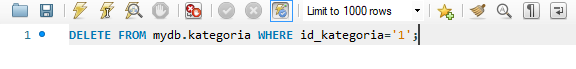 Limit to 1000 rows
1 DELETE FROM mydb.kategoria WHERE id_kategoria='1';